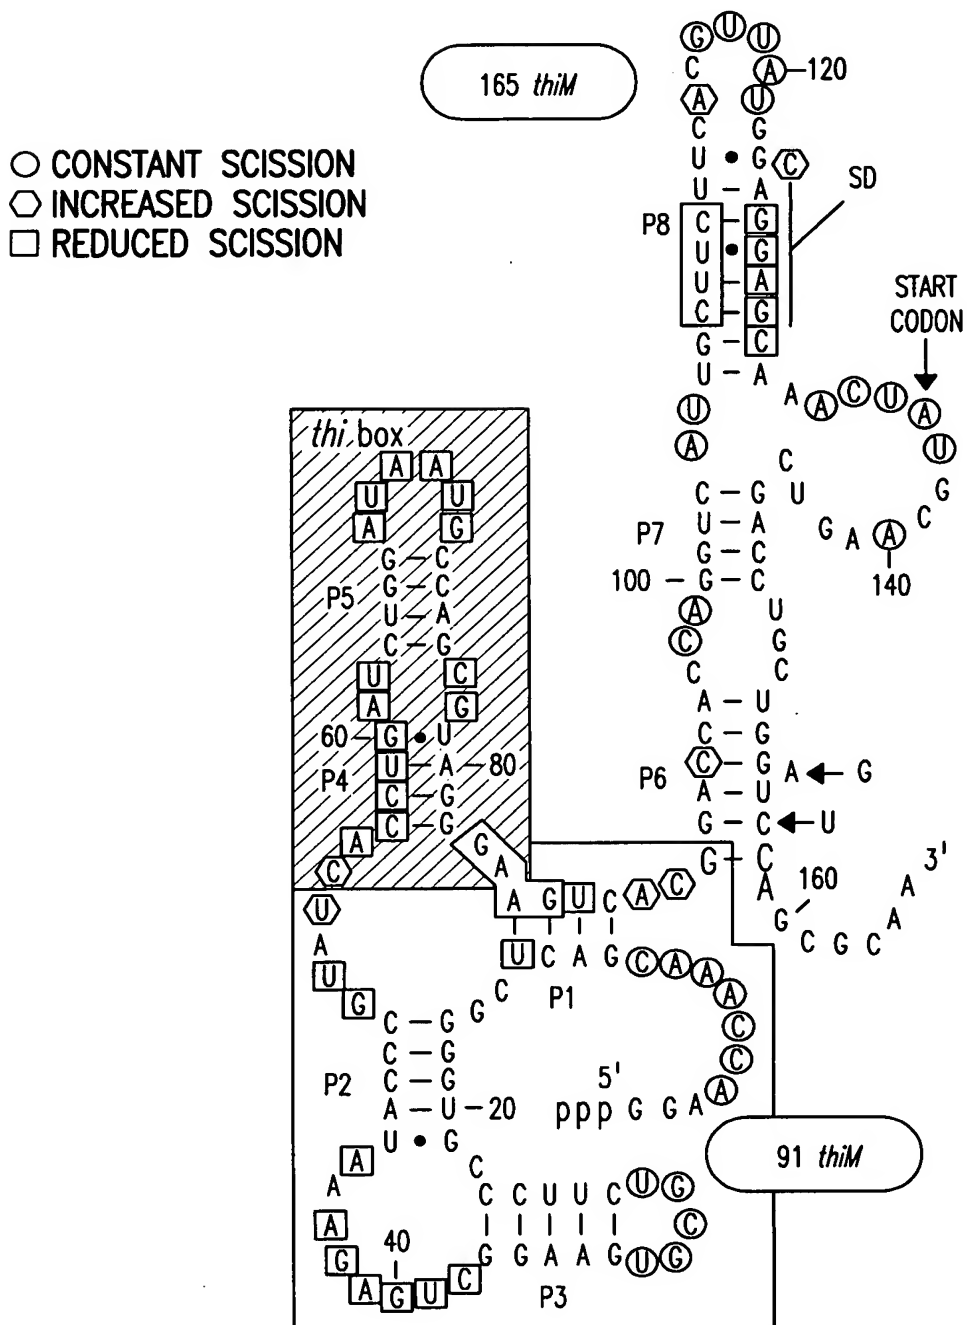 G U U
165 thiM
C A 120
A U
CONSTANT SCISSION
C G
INCREASED SCISSION
U • G C
SD
REDUCED SCISSION
U – A
P8
C – G
U • G
U – A
C – G
START CODON
G – C
U – A
A A C U A
U
U
thi box
A
G
C
A A
U U
C – G
U
C
A G
U – A
G A A
P7
G – C
140
G – C
100 – G – C
P5
G – C
U – A
A
U
C – G
C
G
U C
C
C
A G
A – U
60 – G • U
C – G
P4
U – A – 80
P6
C – G A G
C – G
A – U
C – G
G – C U
A
G
G – C
C
A
A G U C A C
A
160
3'
U
G C G C A A
A
U C A G C A A A C C A
U
G
C
P1
G
C – G
C – G
P2
C – G
5'
A – U – 20
ppp G G A
U • G
A
C
91 thiM
A
C C U U C U G
A
C
40
G
G G A A G U G
A G U C
P3